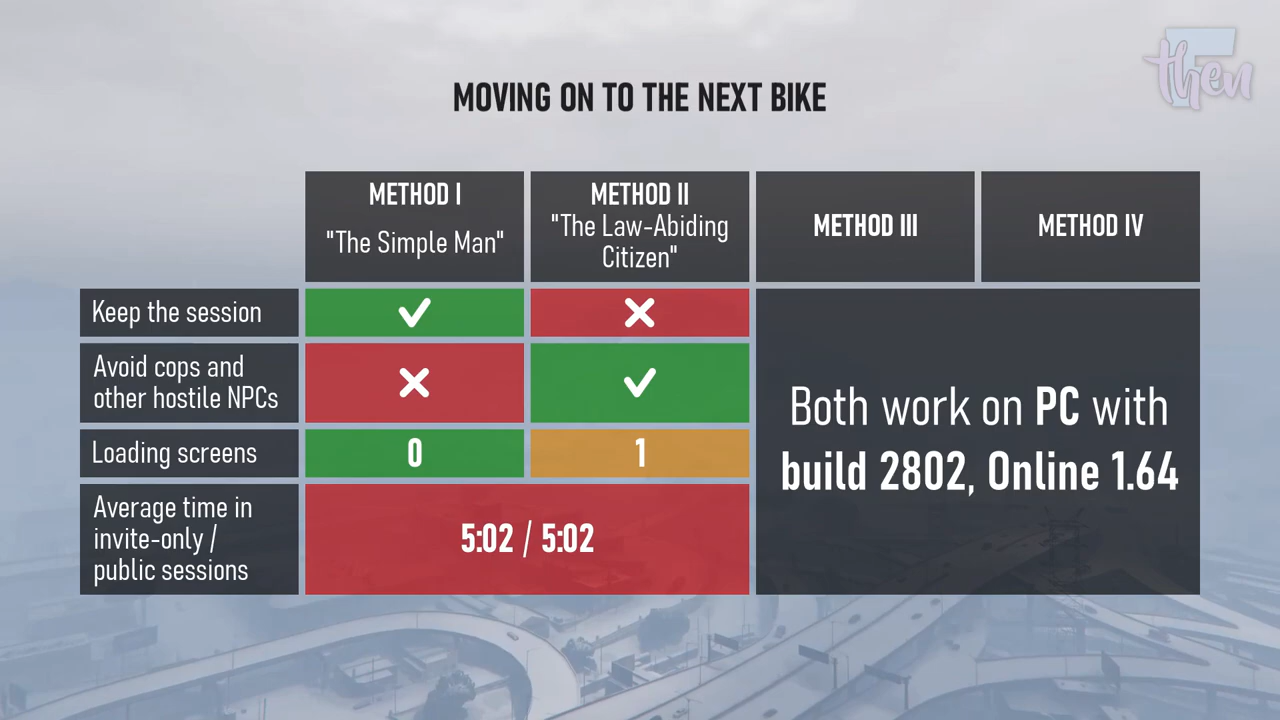 then
MOVING ON TO THE NEXT BIKE
METHOD I
"The Simple Man"
METHOD II
"The Law-Abiding
Citizen"
METHOD III
METHOD IV
Keep the session
Avoid cops and
other hostile NPCs
Loading screens
0
1
Average time in
invite-only /
public sessions
5:02 / 5:02
Both work on PC with
build 2802, Online 1.64